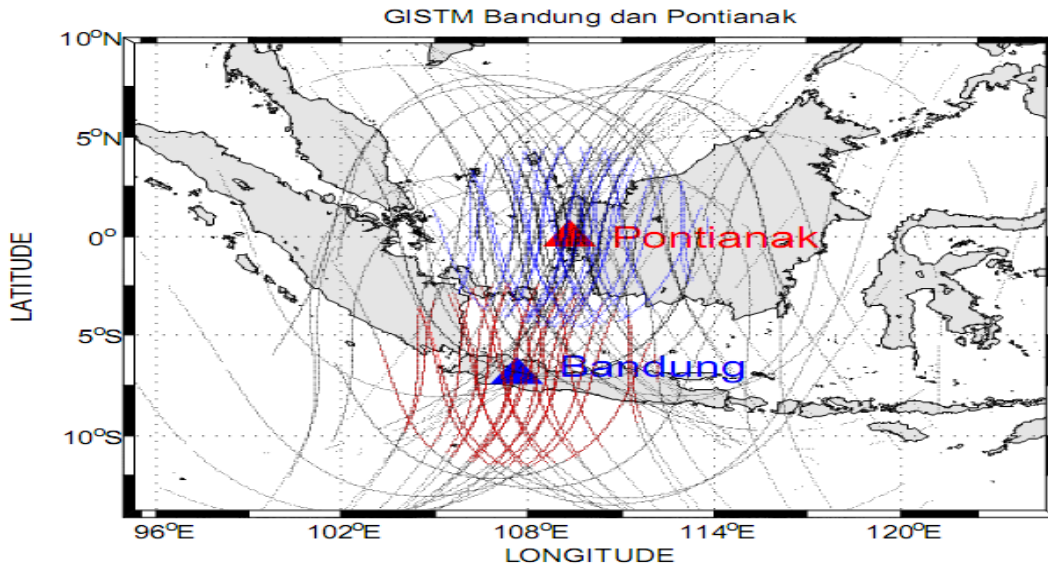 GISTM Bandung dan Pontianak
10°N
5°N
0°
5°S
10°S
LATITUDE
Pontianak
Bandung
96°E 102°E 108°E 114°E 120°E
LONGITUDE